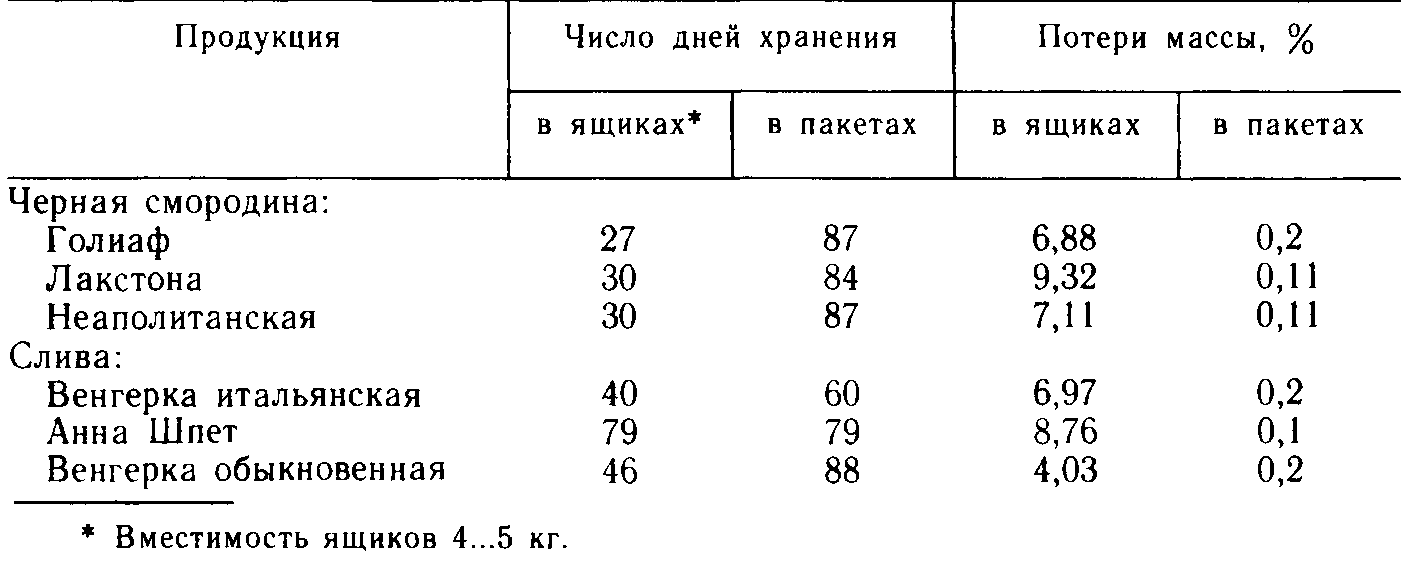 Продукция Число дней хранения Потери массы, %
в ящиках* в пакетах в ящиках в пакетах
Черная смородина:
Голиаф 27 87 6,88 0,2
Лакстона 30 84 9,32 0,11
Неаполитанская 30 87 7,11 0,11
Слива:
Венгерка итальянская 40 60 6,97 0,2
Анна Шпет 79 79 8,76 0,1
Венгерка обыкновенная 46 88 4,03 0,2
* Вместимость ящиков 4...5 кг.